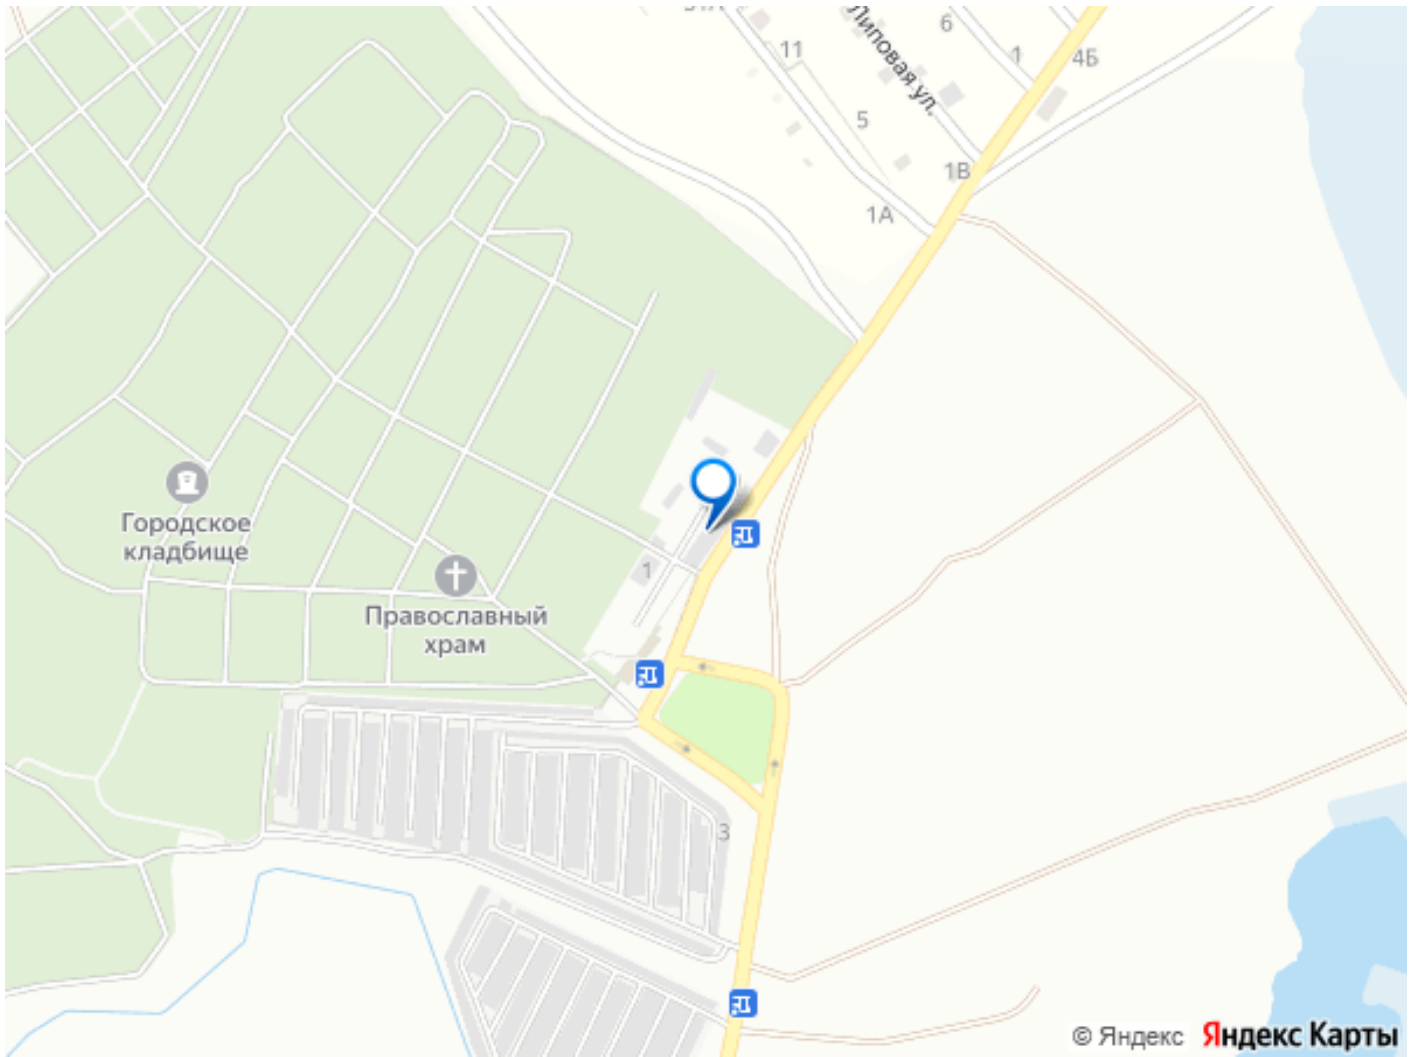 11
Липовая ул.
6
1
4Б
5
1В
1А
Городское
кладбище
Православный
храм
1
3
© Яндекс Яндекс Карты